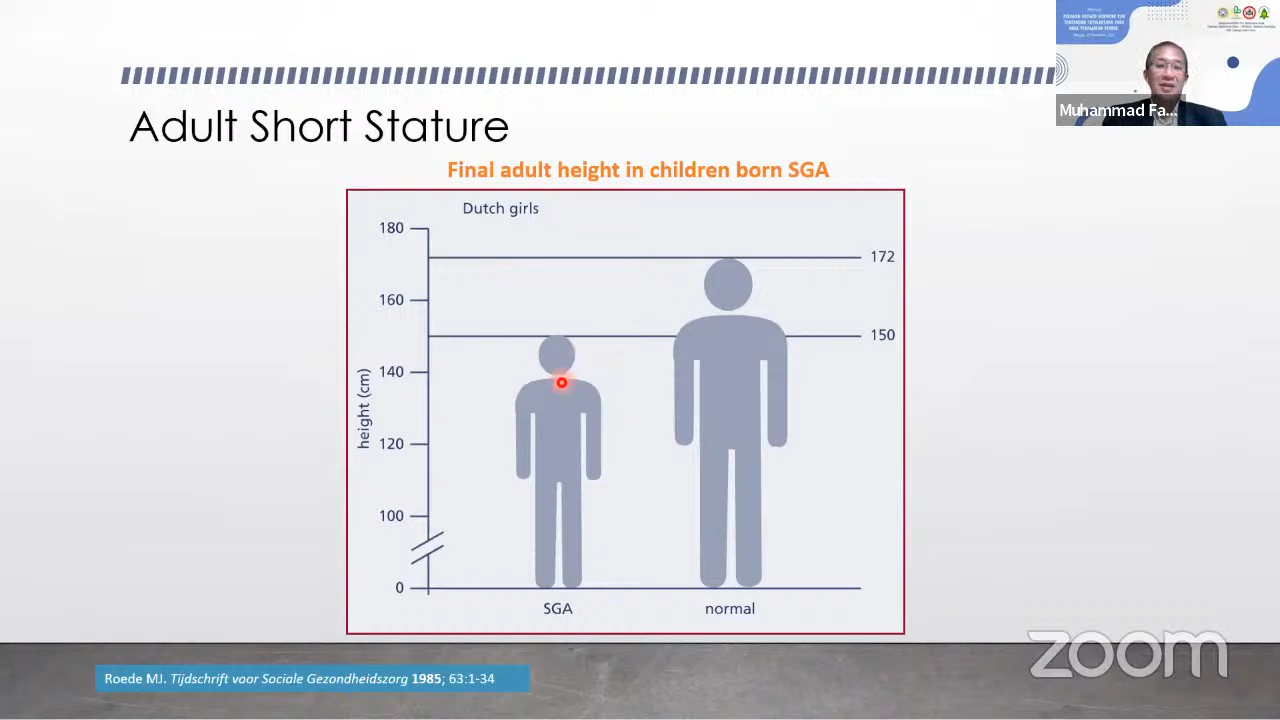 Muhammad Fa...
Adult Short Stature
Final adult height in children born SGA
Dutch girls
180
172
160
150
140
120
100
0
height (cm)
SGA
normal
Roede MJ. Tijdschrift voor Sociale Gezondheidszorg 1985; 63:1-34
zoom